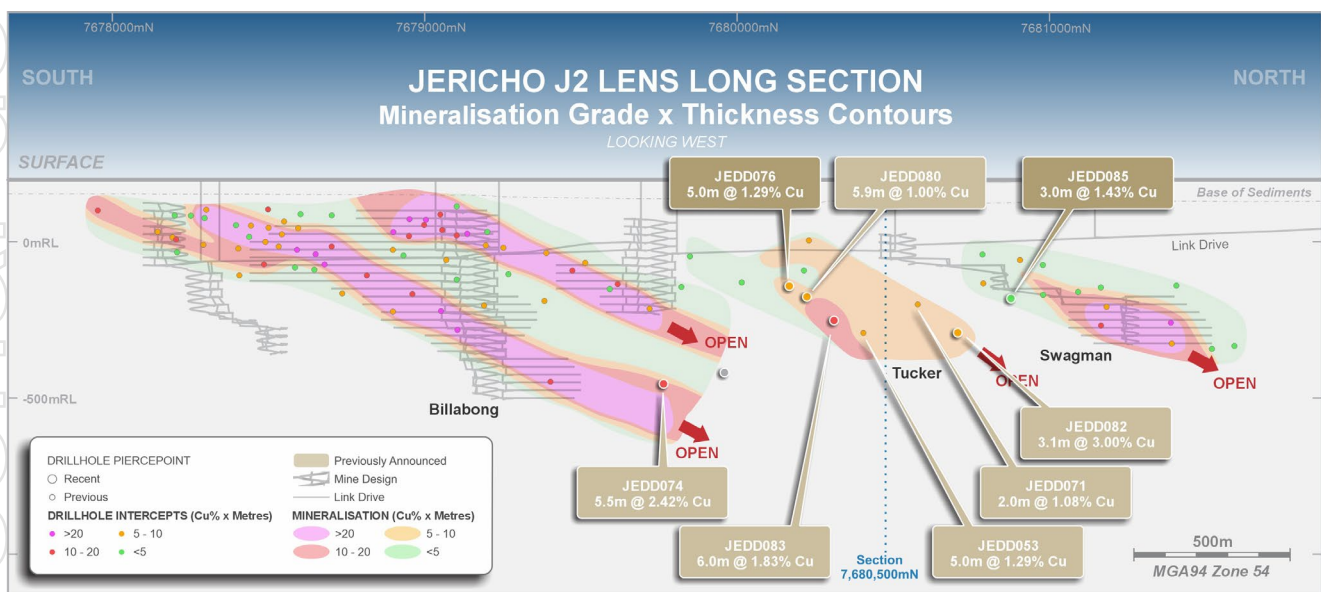 7678000mN
7679000mN
7680000mN
7681000mN
SOUTH
NORTH
JERICHO J2 LENS LONG SECTION
Mineralisation Grade x Thickness Contours
LOOKING WEST
SURFACE
JEDD076
5.0m @ 1.29% Cu
JEDD080
5.9m @ 1.00% Cu
JEDD085
3.0m @ 1.43% Cu
Base of Sediments
0mRL
Link Drive
OPEN
Swagman
Tucker
OPEN
OPEN
-500mRL
Billabong
OPEN
JEDD082
3.1m @ 3.00% Cu
JEDD074
5.5m @ 2.42% Cu
JEDD071
2.0m @ 1.08% Cu
JEDD083
6.0m @ 1.83% Cu
JEDD053
5.0m @ 1.29% Cu
Section
7,680,500mN
500m
MGA94 Zone 54
DRILLHOLE PIERCEPOINT
Recent
Previous
DRILLHOLE INTERCEPTS (Cu% x Metres)
>20
5 - 10
10 - 20
<5
Previously Announced
Mine Design
Link Drive
MINERALISATION (Cu% x Metres)
>20
5 - 10
10 - 20
<5